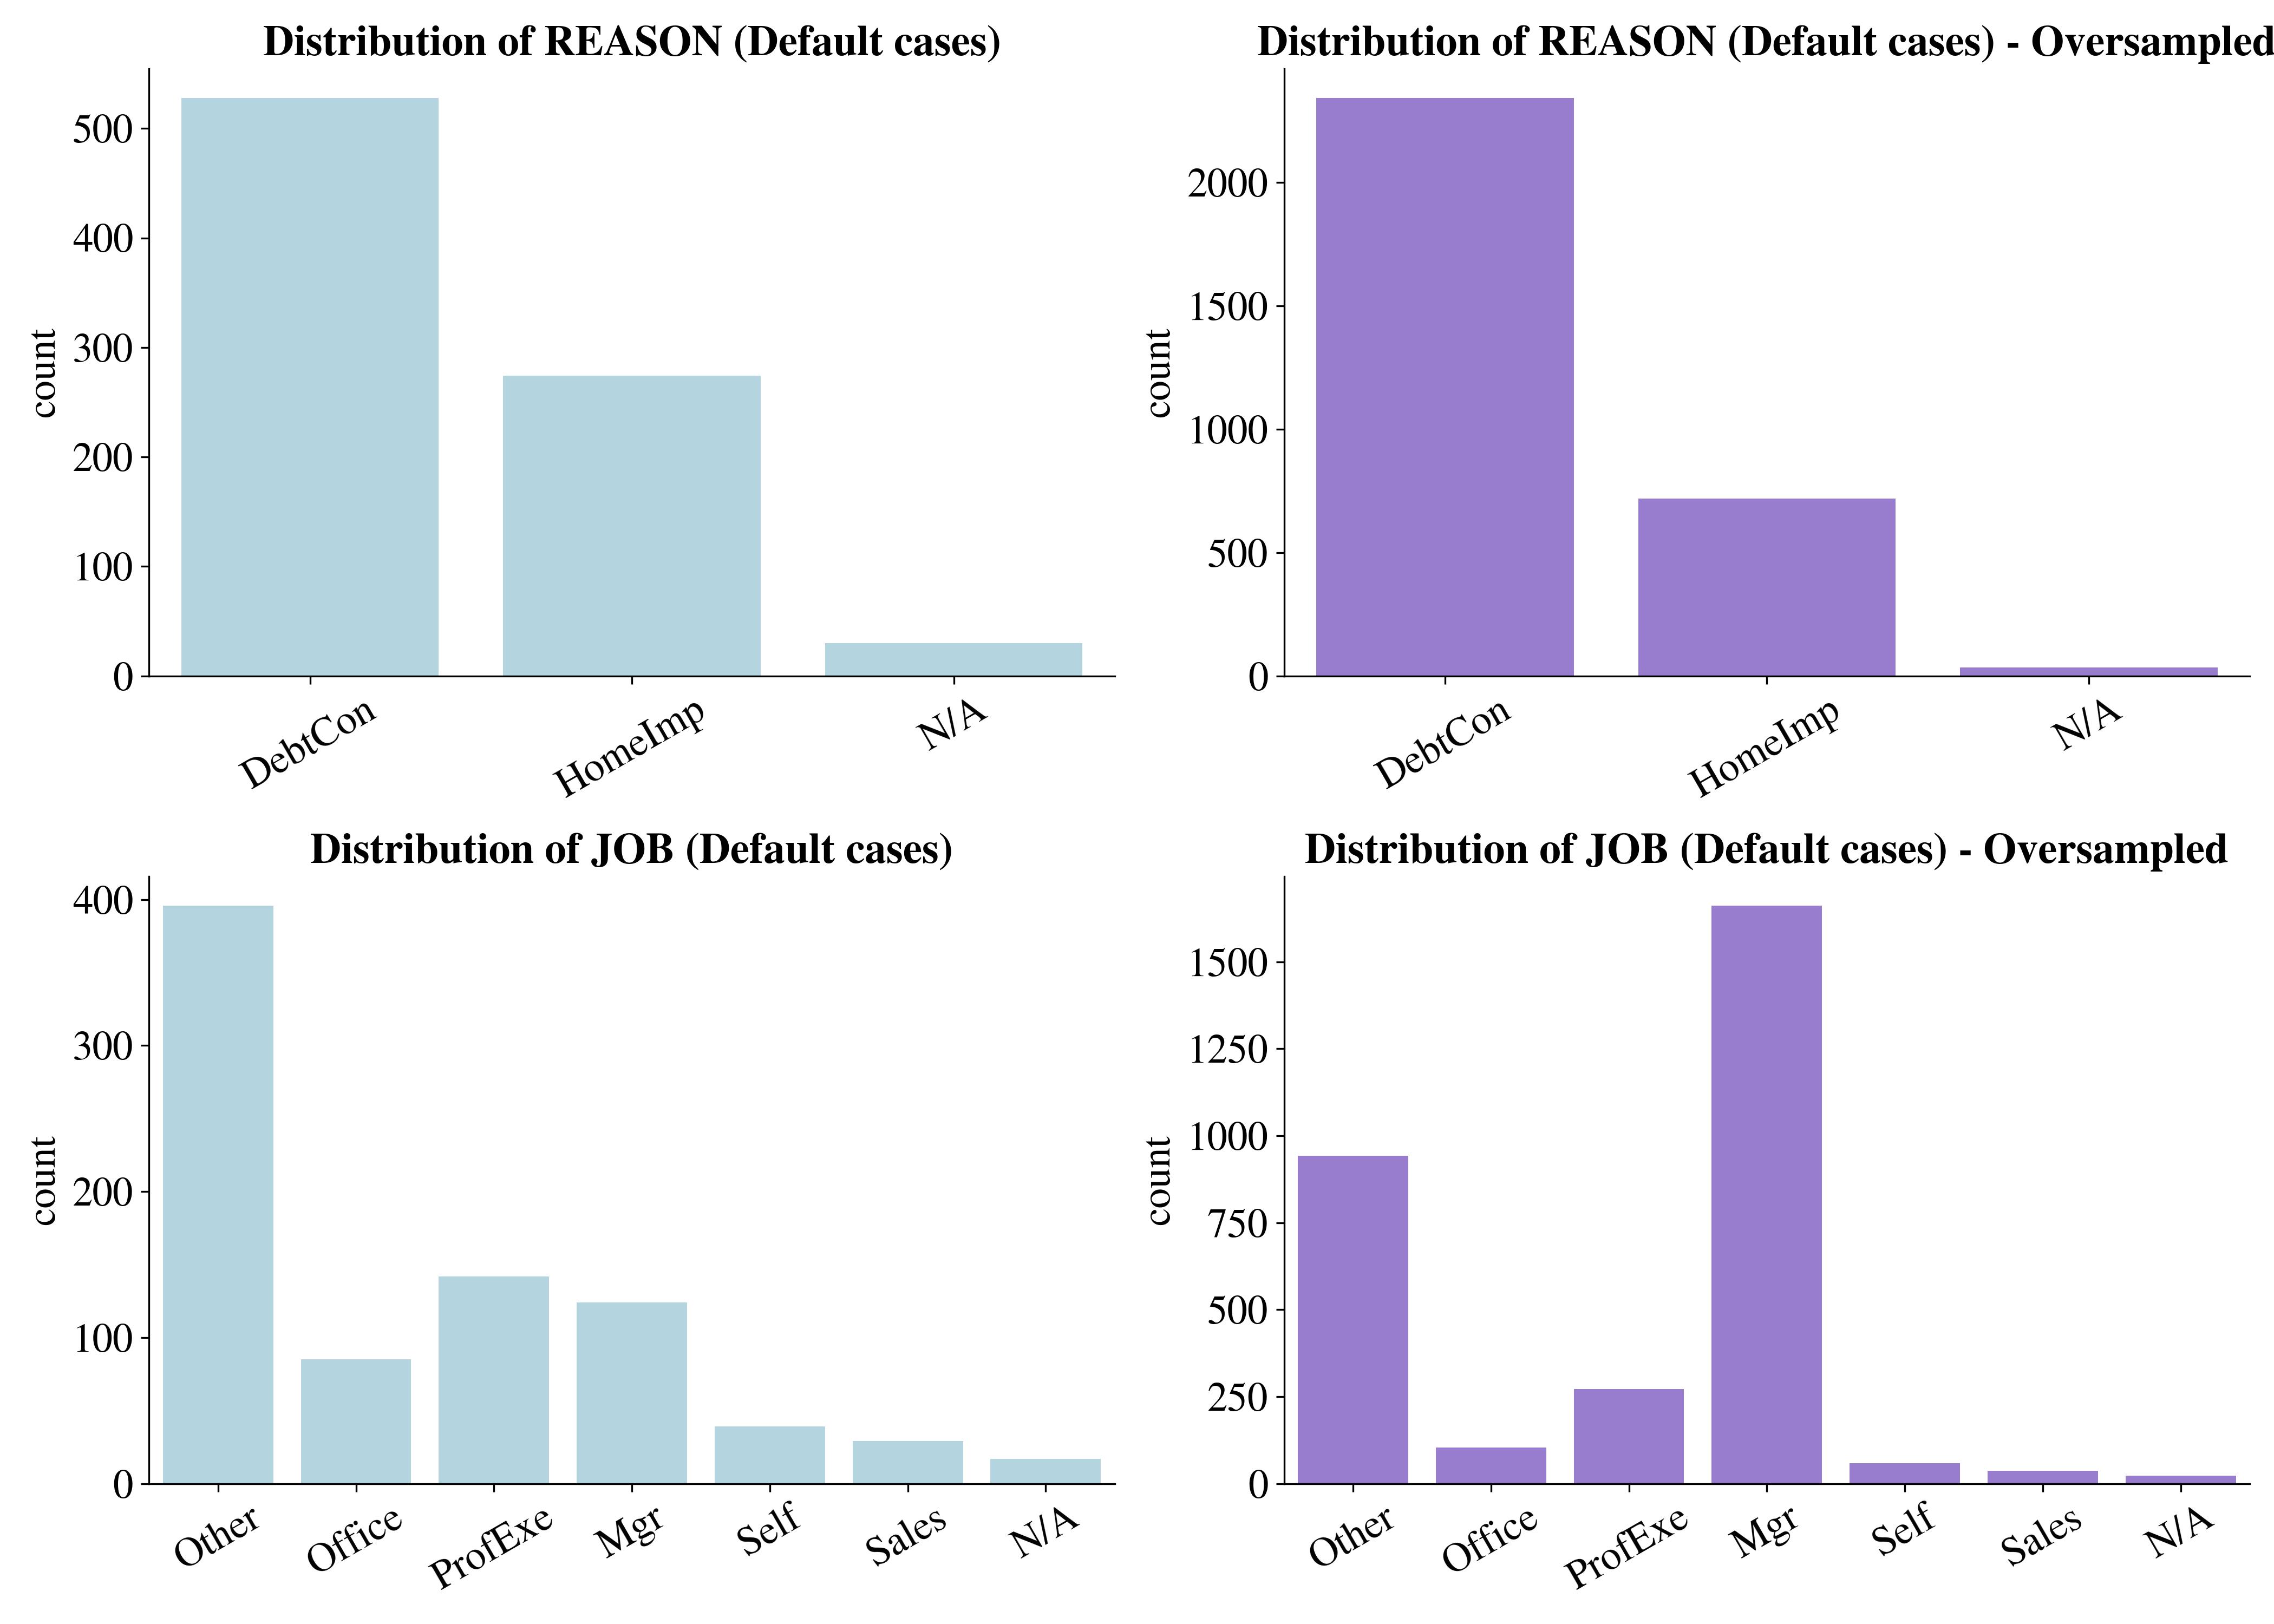 Distribution of REASON (Default cases)
count
500
400
300
200
100
0
DebtCon
HomeImp
N/A
Distribution of REASON (Default cases) - Oversampled
count
2000
1500
1000
500
0
DebtCon
HomeImp
N/A
Distribution of JOB (Default cases)
count
400
300
200
100
0
Other
Office
ProfExe
Mgr
Self
Sales
N/A
Distribution of JOB (Default cases) - Oversampled
count
1500
1250
1000
750
500
250
0
Other
Office
ProfExe
Mgr
Self
Sales
N/A